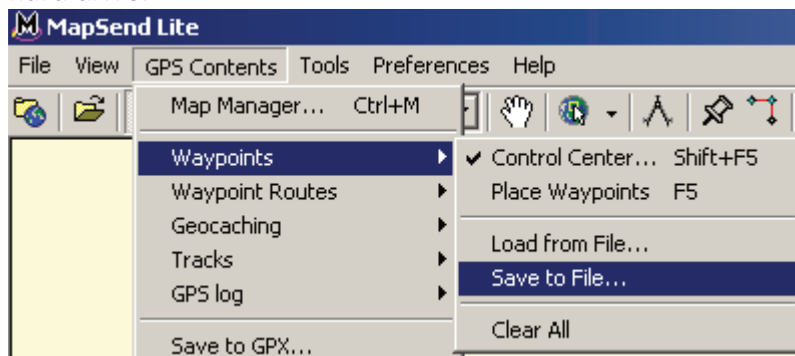 MapSend Lite
File View GPS Contents Tools Preferences Help
Map Manager... Ctrl+M
Waypoints
Waypoint Routes
Geocaching
Tracks
GPS log
Save to GPX...
Control Center... Shift+F5
Place Waypoints F5
Load from File...
Save to File...
Clear All